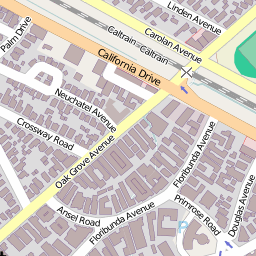 Linden Avenue
Palm Drive
Carolan Avenue
Caltrain
Caltrain
California Drive
Neuchatel Avenue
Crossway Road
Oak Grove Avenue
Floribunda Avenue
Ansel Road
Floribunda Avenue
Primrose Road
Douglas Avenue
P